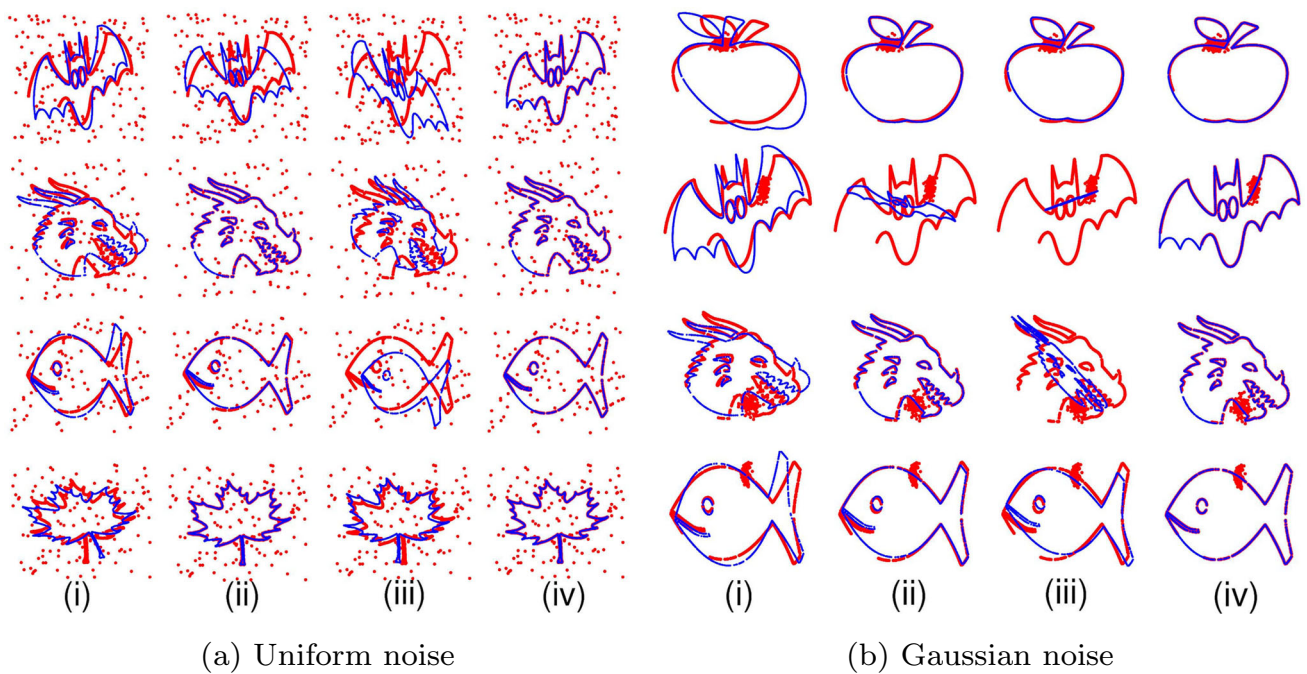 (i) (ii) (iii) (iv)
(a) Uniform noise
(i) (ii) (iii) (iv)
(b) Gaussian noise